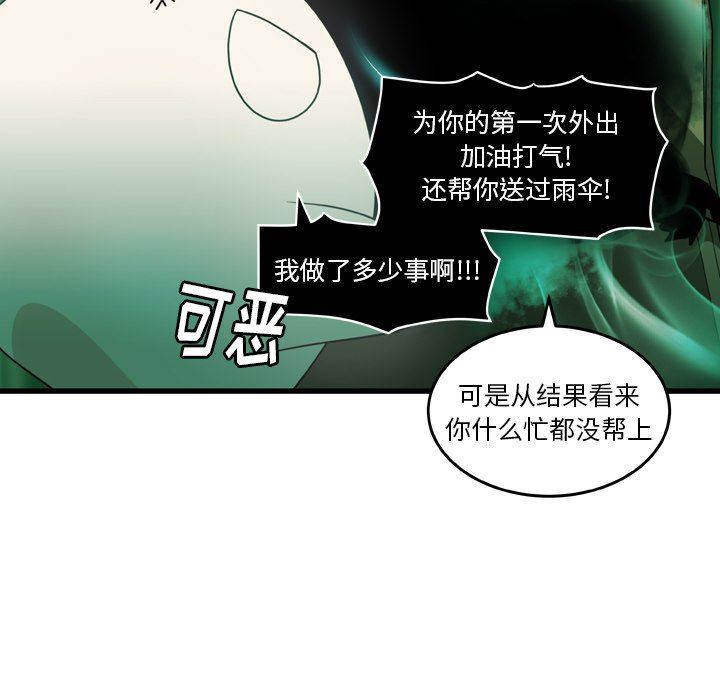 为你的第一次外出
加油打气!
还帮你送过雨伞!
我做了多少事啊!!!
可恶
可是从结果看来
你什么忙都没帮上